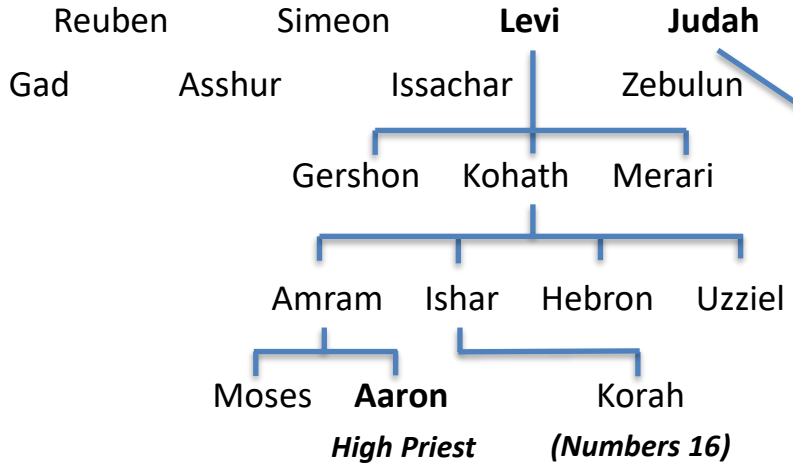 Reuben Simeon Levi Judah
Gad Asshur Issachar Zebulun
Gershon Kohath Merari
Amram Ishar Hebron Uzziel
Moses Aaron Korah
High Priest (Numbers 16)